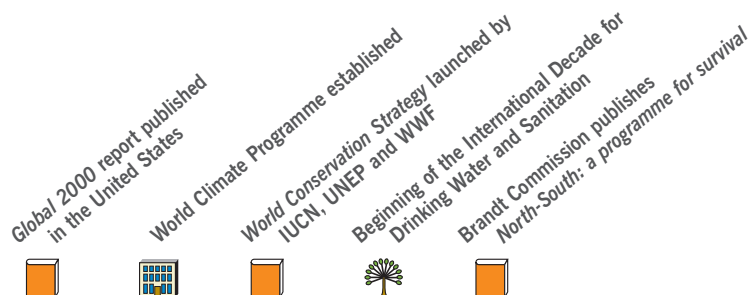 Global 2000 report published
in the United States
World Climate Programme established
World Conservation Strategy launched by
IUCN, UNEP and WWF
Beginning of the International Decade for
Drinking Water and Sanitation
Brandt Commission publishes
North-South: a programme for survival